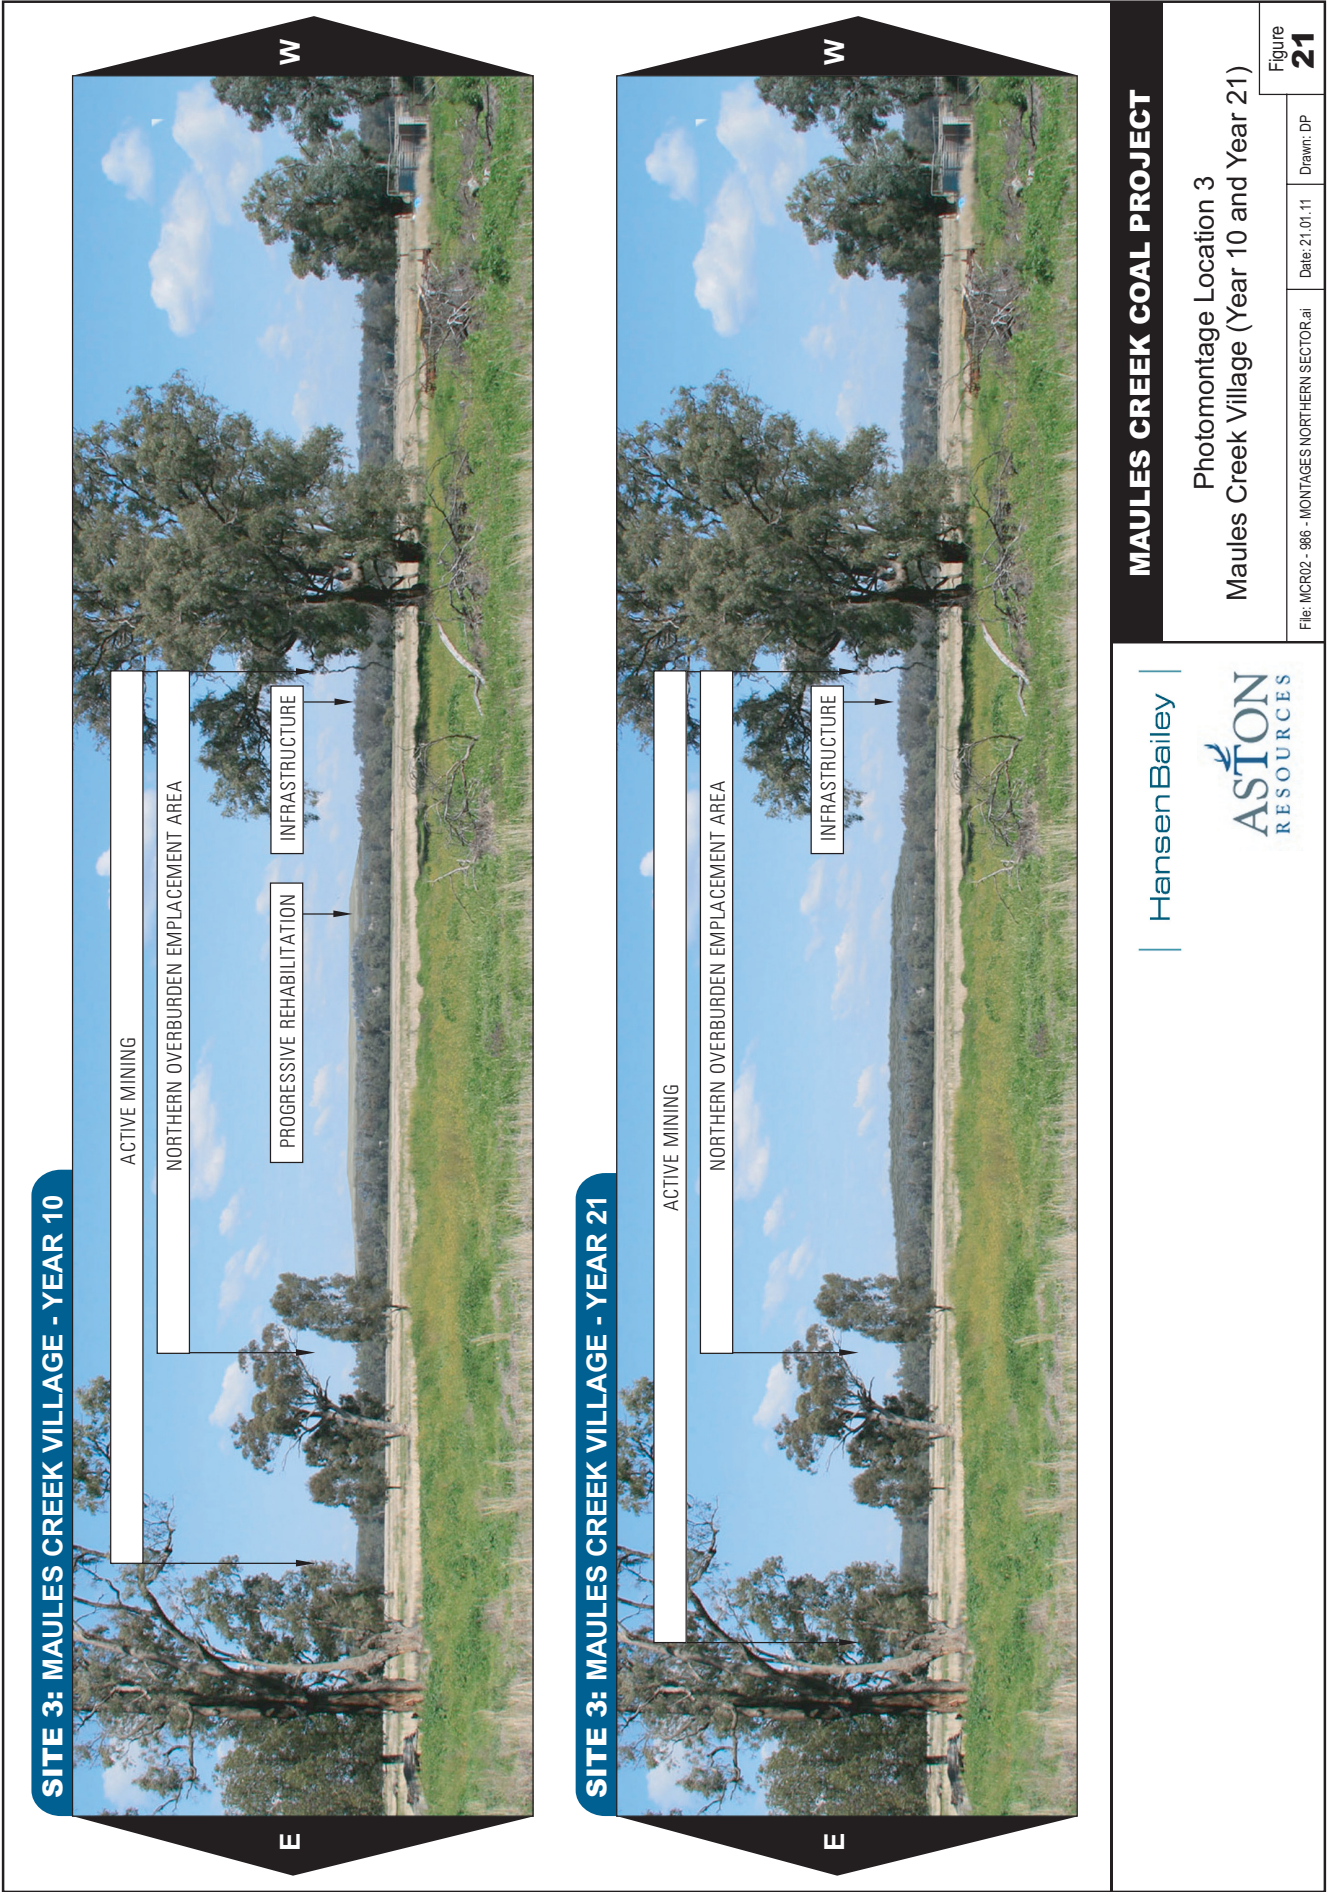 SITE 3: MAULES CREEK VILLAGE - YEAR 10
E
W
ACTIVE MINING
NORTHERN OVERBURDEN EMPLACEMENT AREA
PROGRESSIVE REHABILITATION
INFRASTRUCTURE
SITE 3: MAULES CREEK VILLAGE - YEAR 21
E
W
ACTIVE MINING
NORTHERN OVERBURDEN EMPLACEMENT AREA
INFRASTRUCTURE
Hansen Bailey
ASTON
RESOURCES
MAULES CREEK COAL PROJECT
Photomontage Location 3
Maules Creek Village (Year 10 and Year 21)
File: MCR02 - 986 - MONTAGES NORTHERN SECTOR.ai
Date: 21.01.11
Drawn: DP
Figure
21